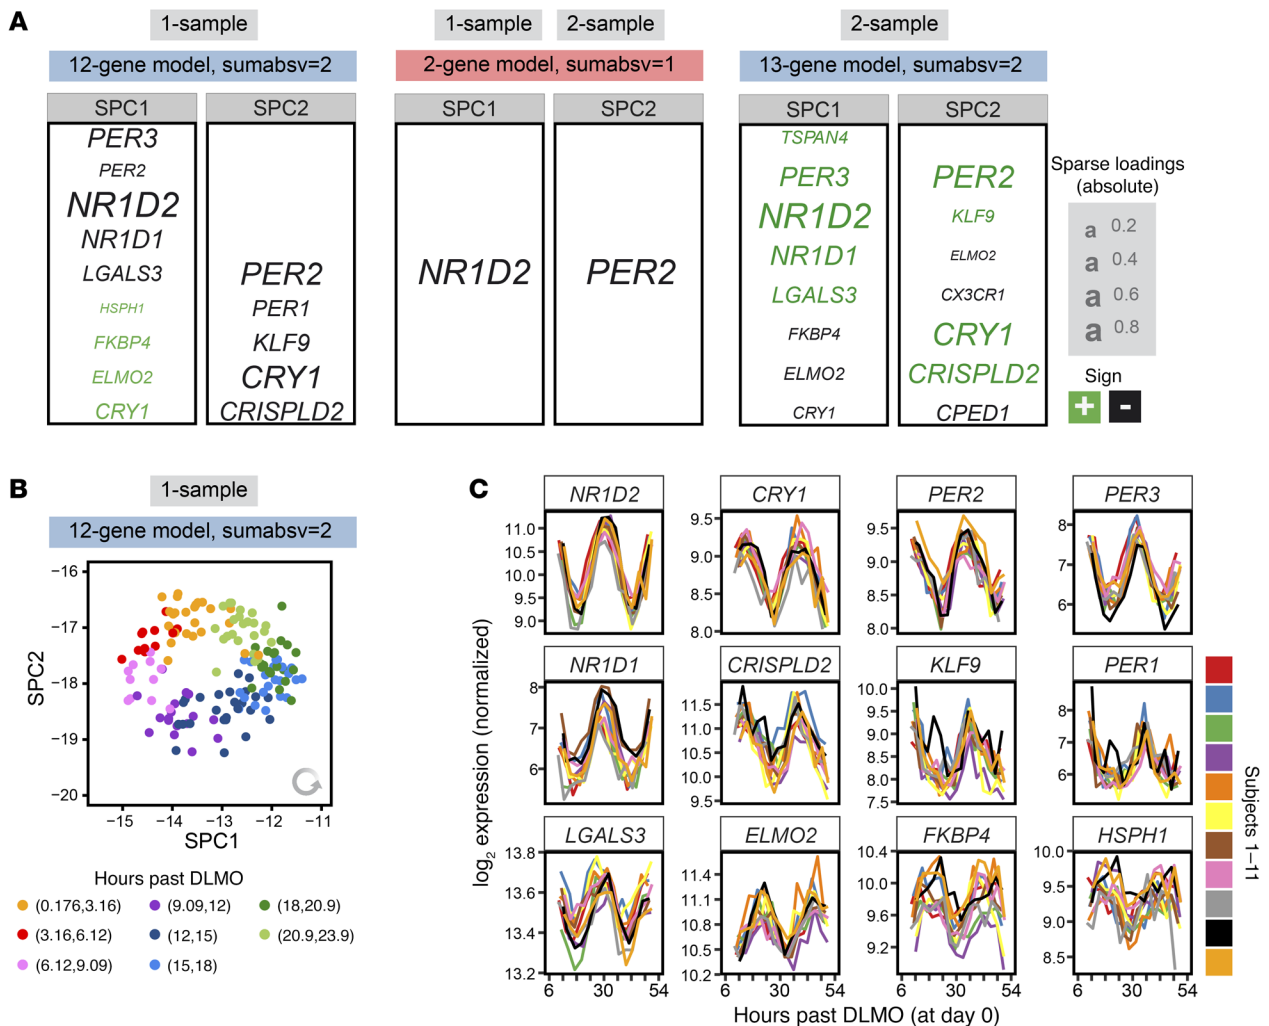 A
1-sample
12-gene model, sumabsv=2
SPC1 SPC2
PER3
PER2
NR1D2
NR1D1
LGALS3 PER2
HSPH1 PER1
FKBP4 KLF9
ELMO2 CRY1
CRY1 CRISPLD2
1-sample 2-sample
2-gene model, sumabsv=1
SPC1 SPC2
NR1D2 PER2
2-sample
13-gene model, sumabsv=2
SPC1 SPC2
TSPAN4
PER3 PER2
NR1D2 KLF9
NR1D1 ELMO2
LGALS3 CX3CR1
FKBP4 CRY1
ELMO2 CRISPLD2
CRY1 CPED1
Sparse loadings
(absolute)
a 0.2
a 0.4
a 0.6
a 0.8
Sign
+ -
B
1-sample
12-gene model, sumabsv=2
SPC2
−16
−17
−18
−19
−20
−15 −14 −13 −12 −11
SPC1
Hours past DLMO
(0.176,3.16) (9.09,12) (18,20.9)
(3.16,6.12) (12,15) (20.9,23.9)
(6.12,9.09) (15,18)
C
log2 expression (normalized)
NR1D2 CRY1 PER2 PER3
11.0
10.5
10.0
9.5
9.0
9.5
9.0
8.5
8.0
9.5
9.0
8.5
8.0
8
7
6
NR1D1 CRISPLD2 KLF9 PER1
8
7
6
11.5
11.0
10.5
10.0
9.5
10.0
9.5
9.0
8.5
8.0
7.5
8
7
6
LGALS3 ELMO2 FKBP4 HSPH1
13.8
13.6
13.4
13.2
11.4
11.1
10.8
10.5
10.2
10.4
10.0
9.6
9.2
10.0
9.5
9.0
8.5
6 30 54 6 30 54 6 30 54 6 30 54
Hours past DLMO (at day 0)
Subjects 1–11